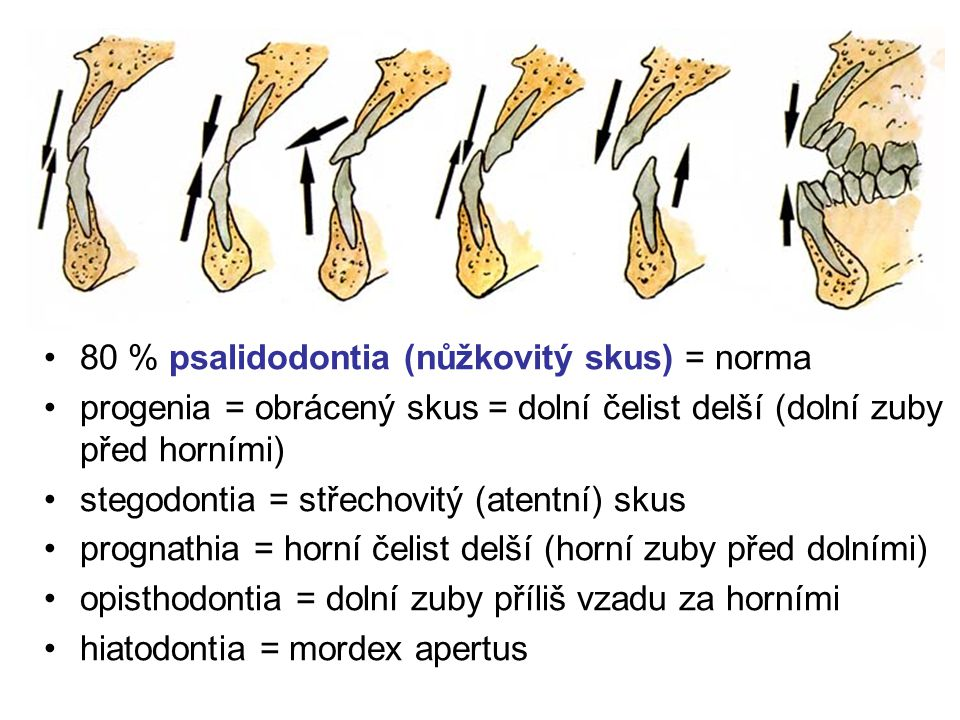 • 80 % psalidodontia (nůžkovitý skus) = norma
• progenia = obrácený skus = dolní čelist delší (dolní zuby
před horními)
• stegodontia = střechovitý (atentní) skus
• prognathia = horní čelist delší (horní zuby před dolními)
• opisthodontia = dolní zuby příliš vzadu za horními
• hiatodontia = mordex apertus